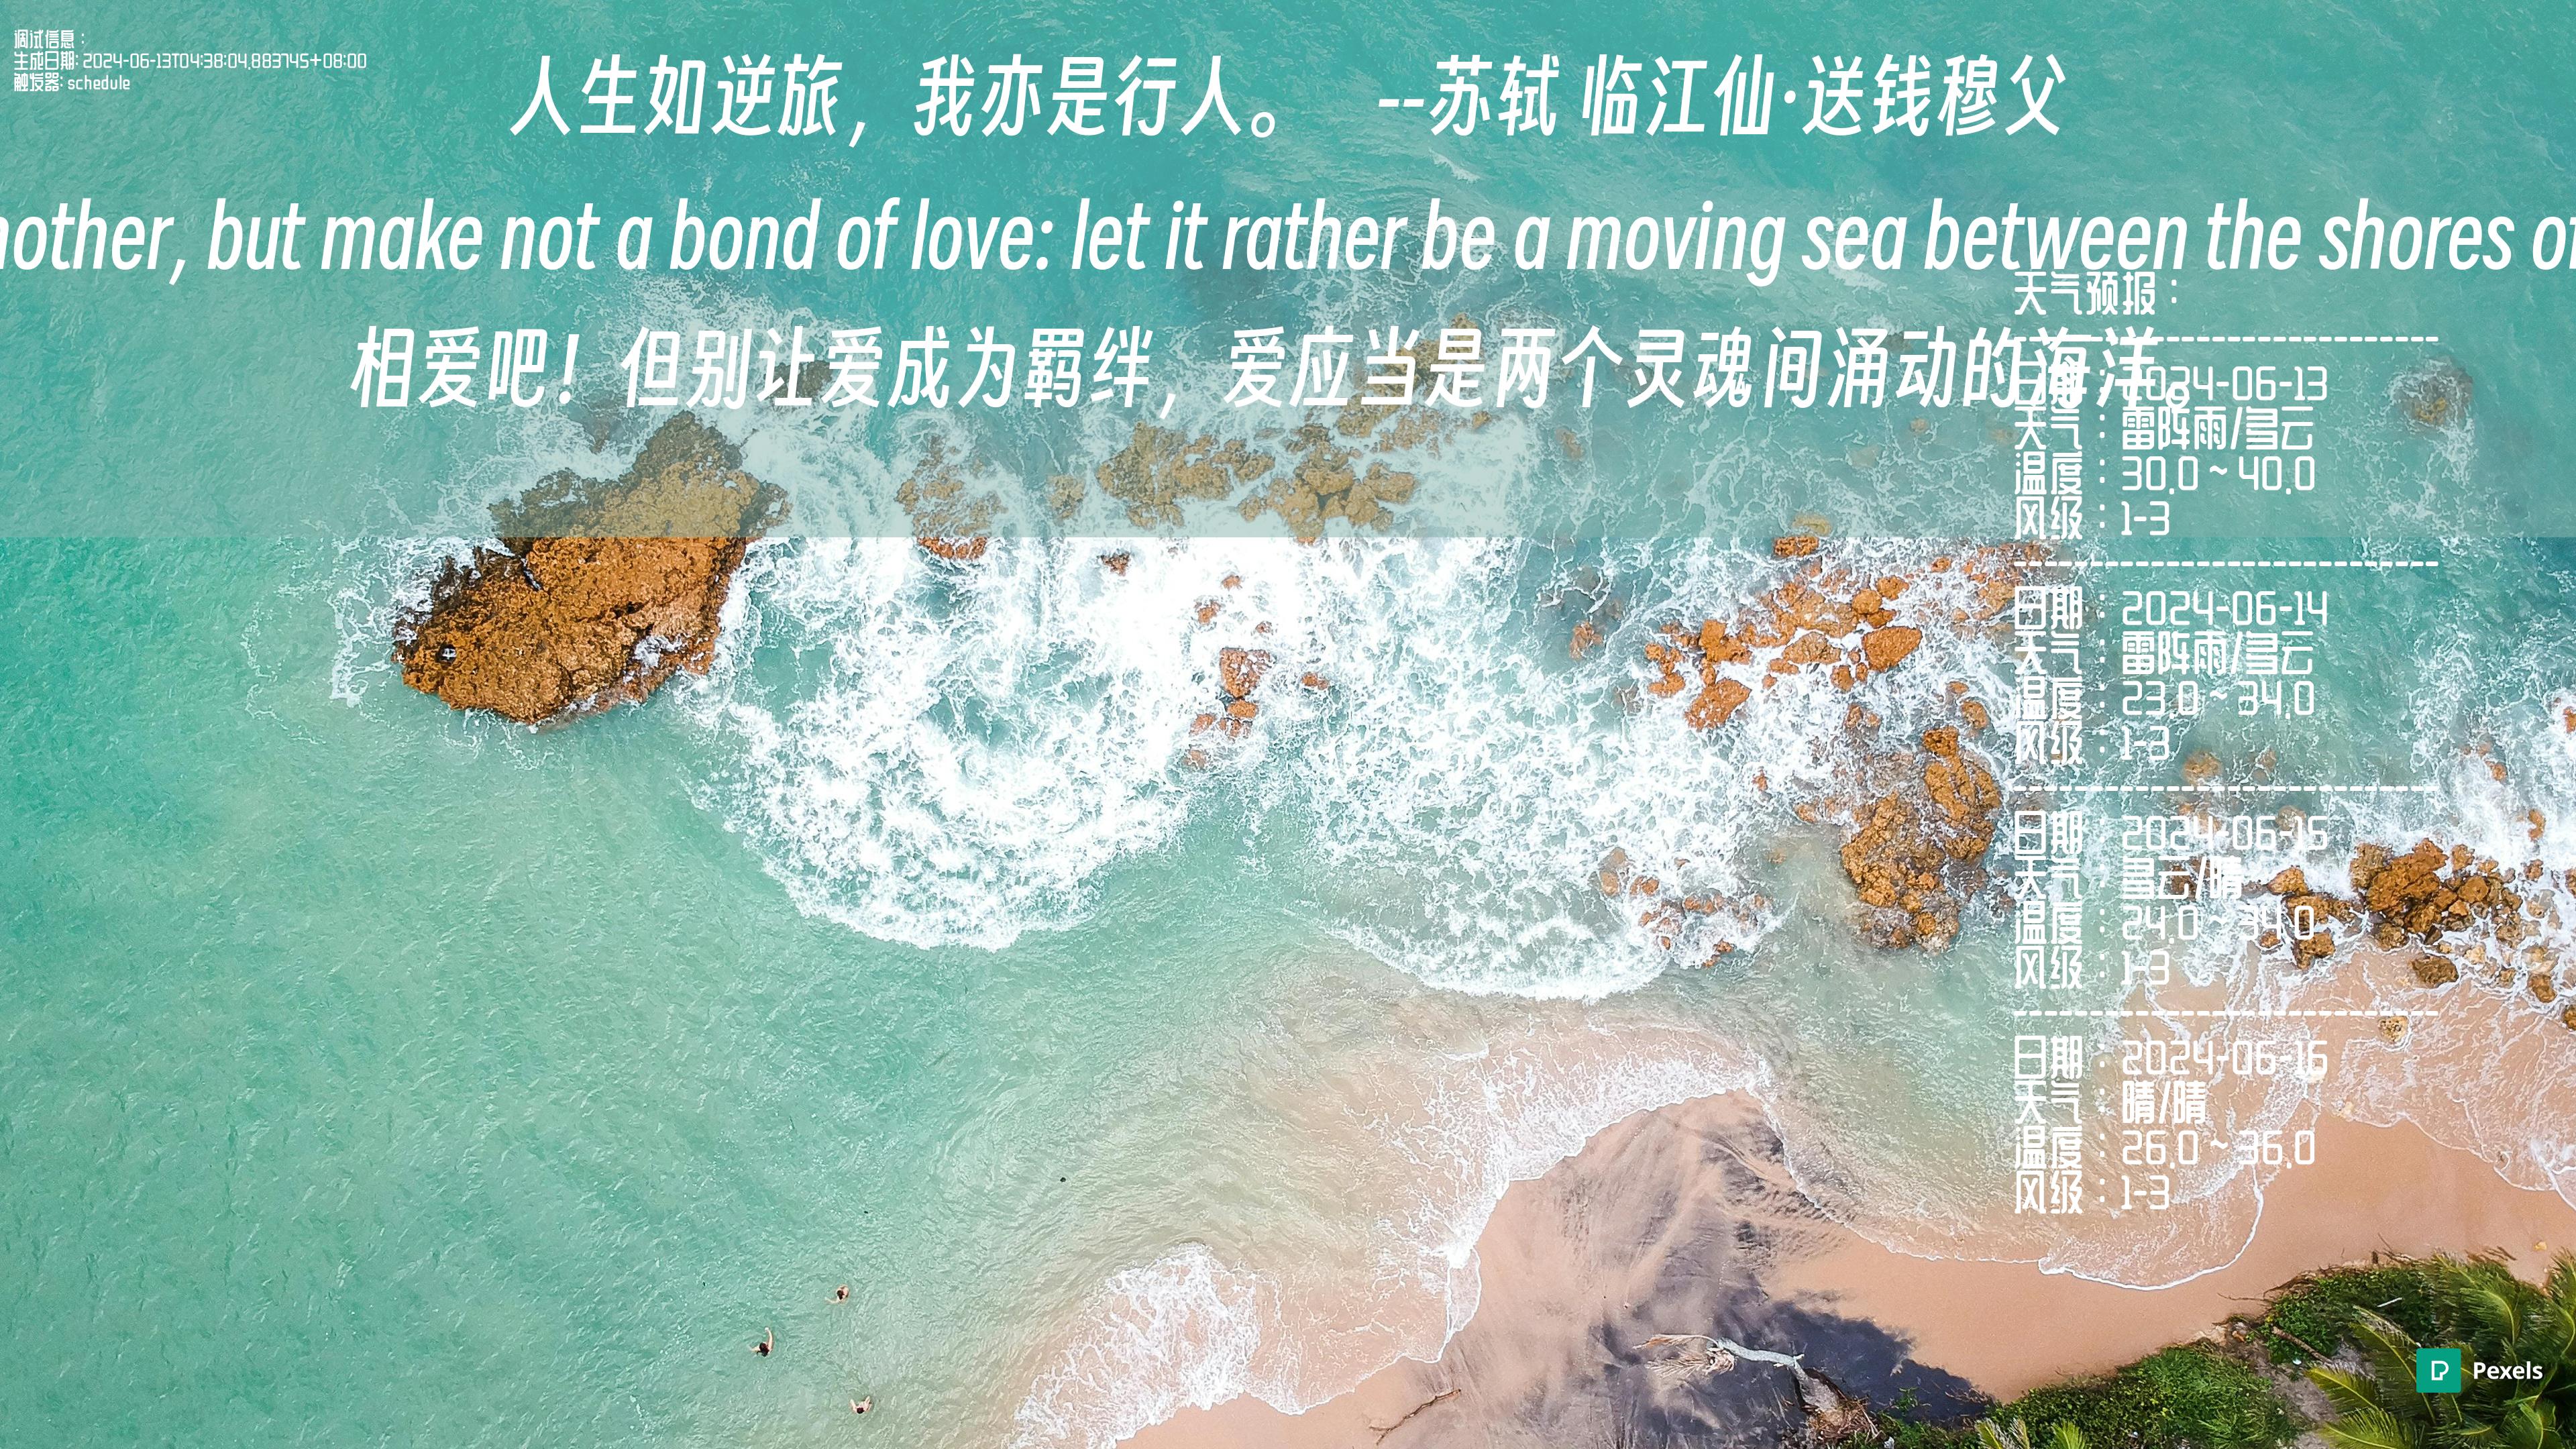 调试信息：
生成日期: 2024-06-13T04:38:04.883745+08:00
触发器: schedule
人生如逆旅，我亦是行人。 --苏轼 临江仙·送钱穆父
nother, but make not a bond of love: let it rather be a moving sea between the shores of
相爱吧！但别让爱成为羁绊，爱应当是两个灵魂间涌动的海洋。
天气预报：
日期：2024-06-13
天气：雷阵雨/多云
温度：30.0 ~ 40.0
风级：1-3
日期：2024-06-14
天气：雷阵雨/多云
温度：23.0 ~ 34.0
风级：1-3
日期：2024-06-15
天气：多云/晴
温度：24.0 ~ 34.0
风级：1-3
日期：2024-06-16
天气：晴/晴
温度：26.0 ~ 36.0
风级：1-3
Pexels